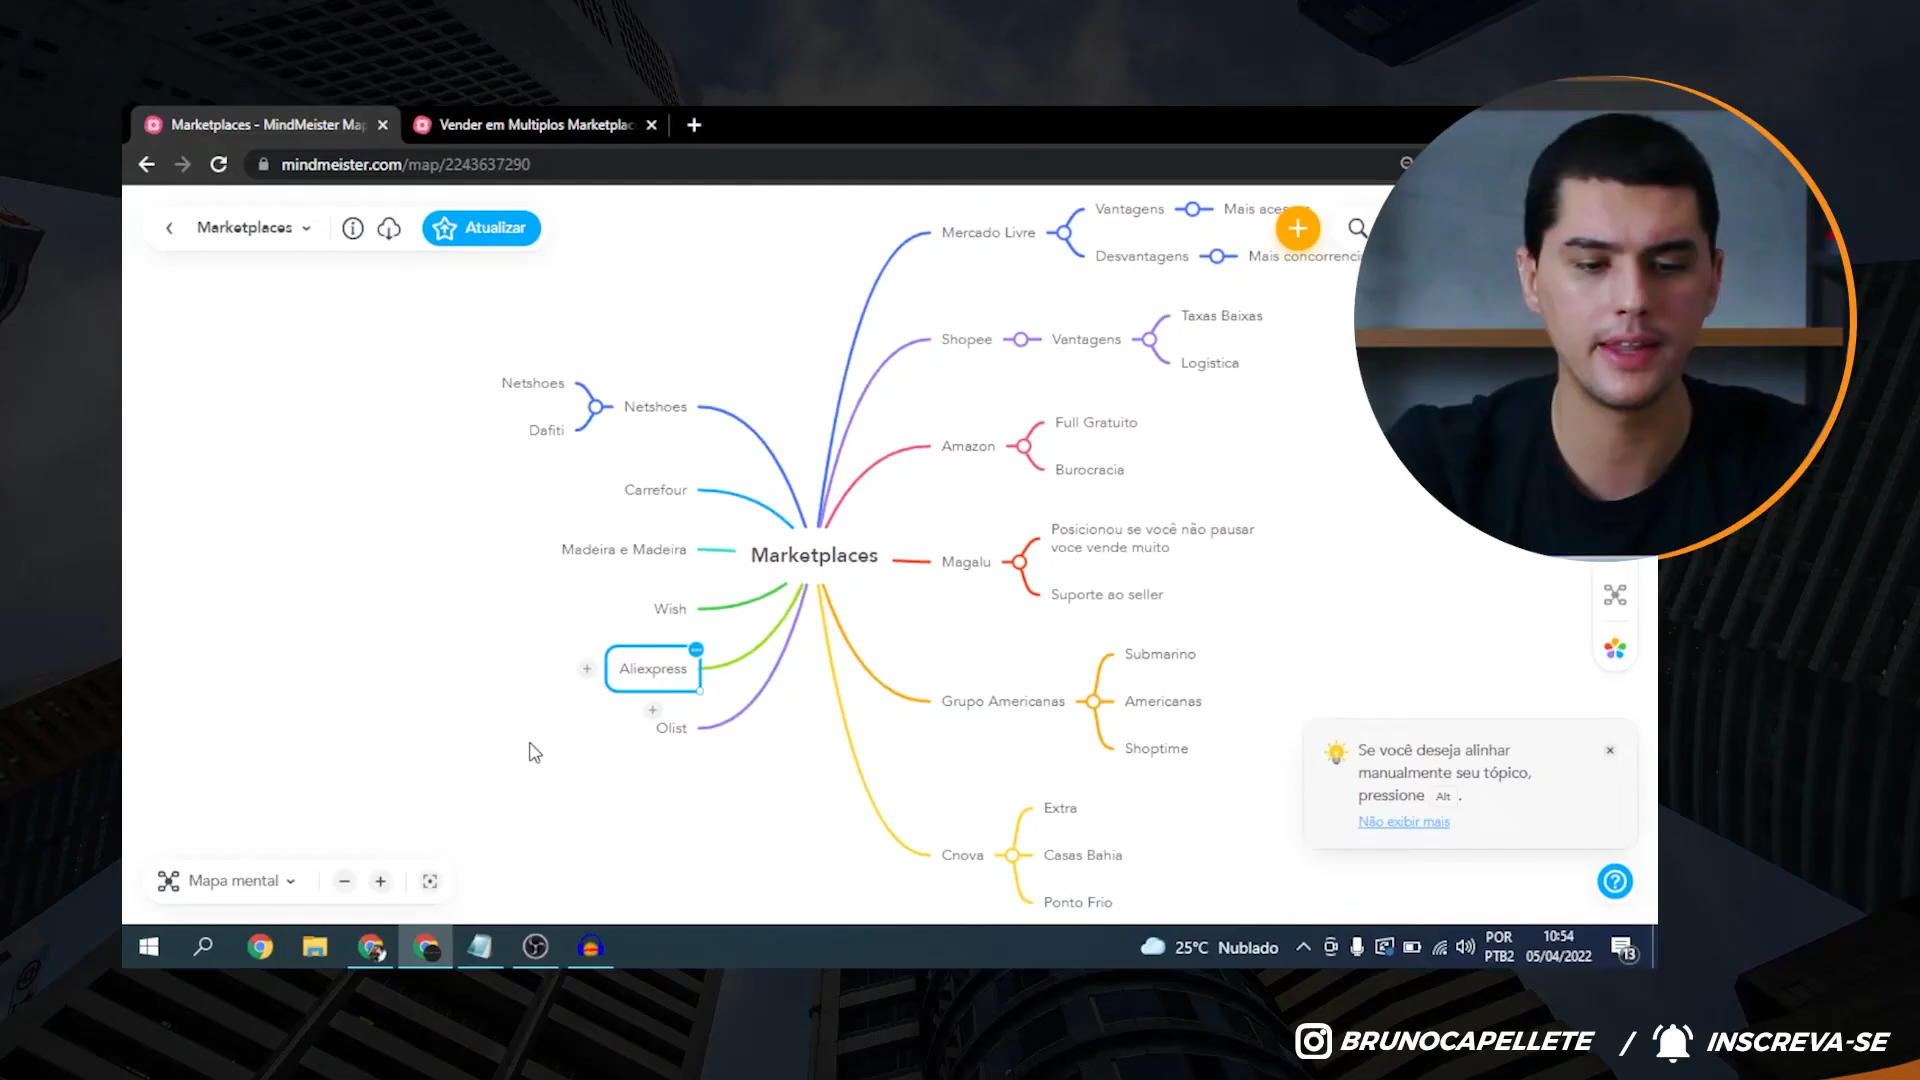 Marketplaces - MindMeister Map
Vender em Multiplos Marketplac
mindmeister.com/map/2243637290
Marketplaces
Atualizar
Mercado Livre
Vantagens
Desvantagens
Mais concorrenci
Shopee
Vantagens
Taxas Baixas
Logistica
Amazon
Full Gratuito
Burocracia
Magalu
Posicionou se você não pausar
voce vende muito
Suporte ao seller
Grupo Americanas
Submarino
Americanas
Shoptime
Cnova
Extra
Casas Bahia
Ponto Frio
Netshoes
Netshoes
Dafiti
Carrefour
Madeira e Madeira
Wish
Aliexpress
Olist
Marketplaces
Se você deseja alinhar
manualmente seu tópico,
pressione Alt .
Não exibir mais
Mapa mental
25°C Nublado
POR
PTB2
10:54
05/04/2022
13
BRUNOCAPELLETE / INSCREVA-SE